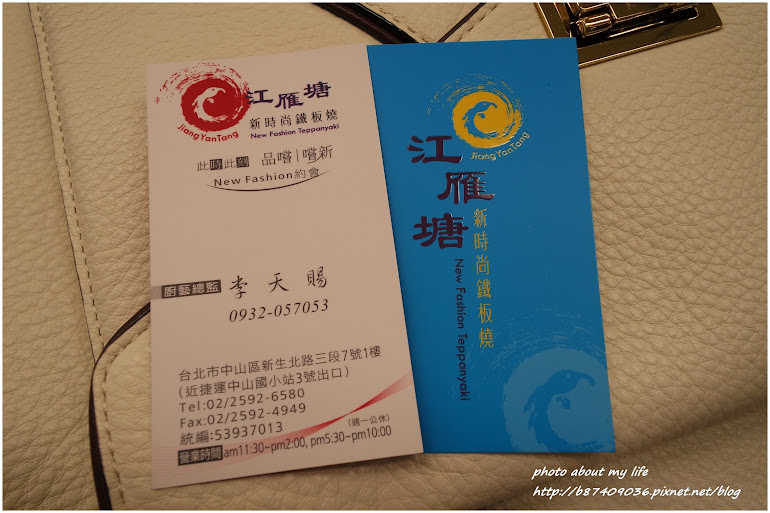 JiangYanTang
江雁塘
新時尚鐵板燒
New Fashion Teppanyaki
此時此刻 品嚐|嚐新
New Fashion約會
廚藝總監 李天賜
0932-057053
台北市中山區新生北路三段7號1樓
(近捷運中山國小站3號出口)
Tel:02/2592-6580
Fax:02/2592-4949
統編:53937013
(週一公休)
營業時間 am11:30~pm2:00, pm5:30~pm10:00
JiangYanTang
江雁塘
新時尚鐵板燒
New Fashion Teppanyaki
photo about my life
http://b87409036.pixnet.net/blog